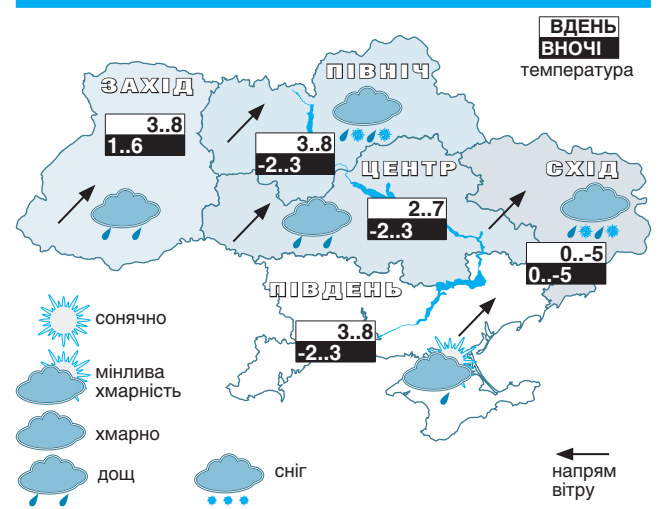 ВДЕНЬ
ВНОЧІ
температура
ПІВНІЧ
ЗАХІД
3..8
1..6
3..8
-2..3
ЦЕНТР
СХІД
2..7
-2..3
0..-5
0..-5
ПІВДЕНЬ
3..8
-2..3
сонячно
мінлива
хмарність
хмарно
дощ
сніг
напрям
вітру